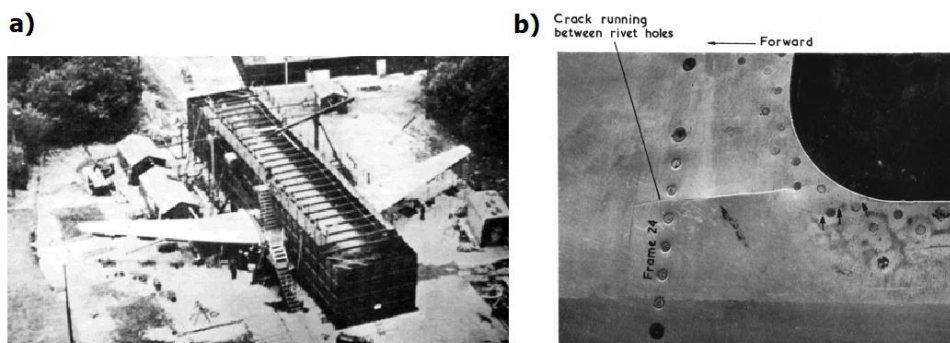 a)
b)
Crack running
between rivet holes
Forward
Frame 24